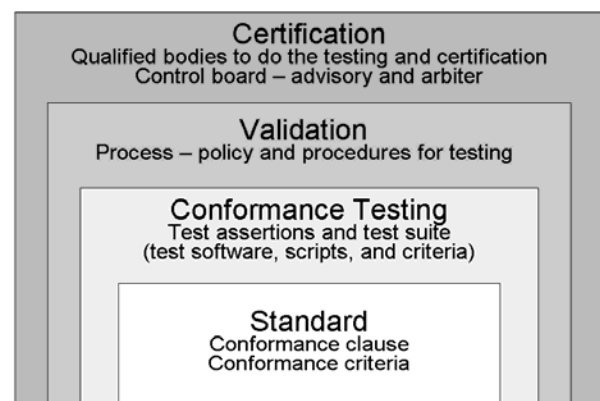 Certification
Qualified bodies to do the testing and certification
Control board – advisory and arbiter
Validation
Process – policy and procedures for testing
Conformance Testing
Test assertions and test suite
(test software, scripts, and criteria)
Standard
Conformance clause
Conformance criteria